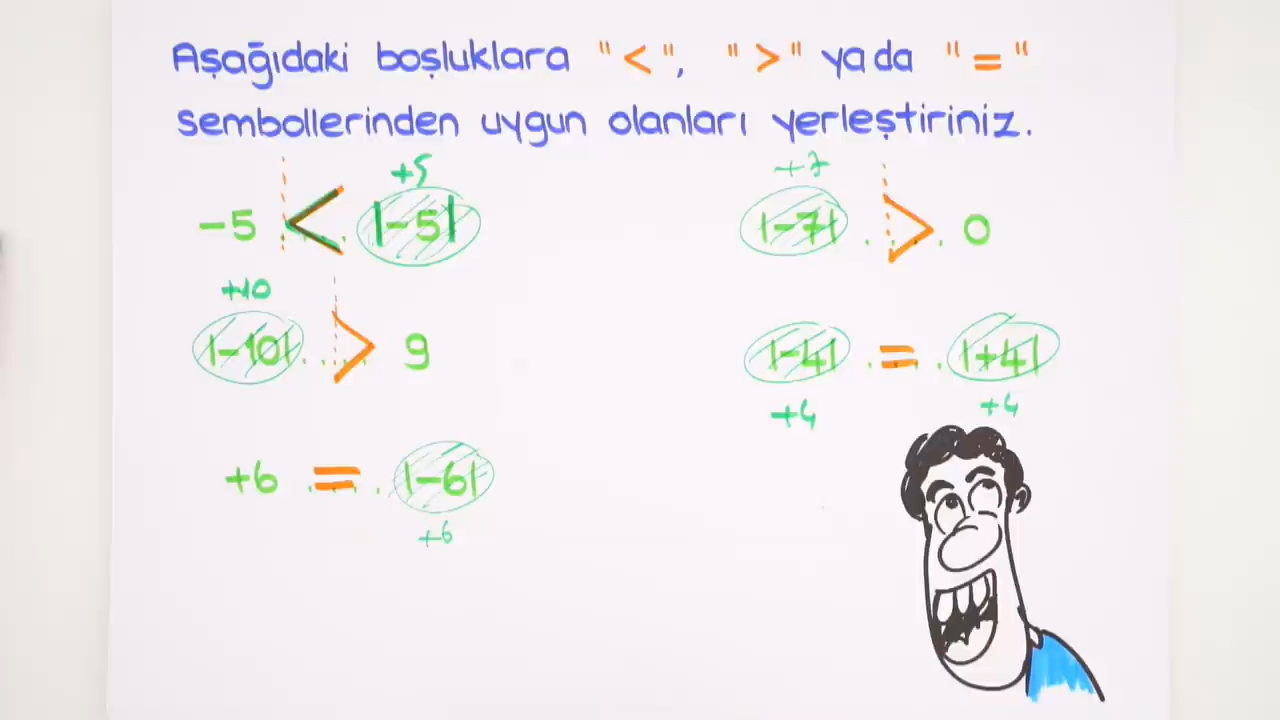 Aşağıdaki boşluklara "<", ">" ya da "="
sembollerinden uygun olanları yerleştiriniz.
+5
-5 < |-5|
+7
|-7| > 0
+10
|-10| > 9
|-4| = |+4|
+4 +4
+6 = |-6|
+6